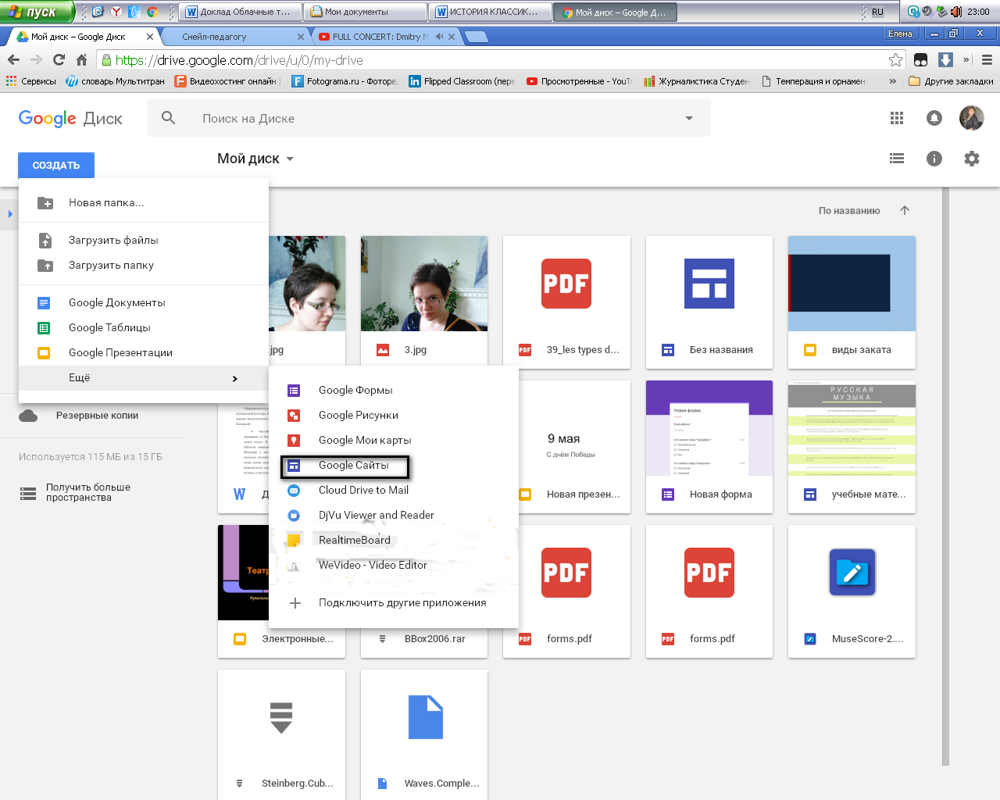 пуск
Доклад Облачные т...
Мои документы
ИСТОРИЯ КЛАССИК...
Мой диск – Google Д...
RU
23:00
Мой диск – Google Диск
Снейл-педагогу
FULL CONCERT: Dmitry M
Елена
https://drive.google.com/drive/u/0/my-drive
Сервисы
словарь Мультитран
Видеохостинг онлайн
Fotograma.ru - Фоторе
Flipped Classroom (пере
Просмотренные - YouTu
Журналистика Студен
Темперация и орнамен
»
Другие закладки
Google Диск
Поиск на Диске
СОЗДАТЬ
Мой диск
По названию
Новая папка...
Загрузить файлы
Загрузить папку
Google Документы
Google Таблицы
Google Презентации
Ещё
Резервные копии
Используется 115 МБ из 15 ГБ
Получить больше
пространства
Google Формы
Google Рисунки
Google Мои карты
Google Сайты
Cloud Drive to Mail
DjVu Viewer and Reader
RealtimeBoard
WeVideo - Video Editor
Подключить другие приложения
.jpg
3.jpg
PDF
39_les types d...
Без названия
виды заката
9 мая
С днём Победы
Новая презен...
Новая форма
Новая форма
РУССКАЯ
МУЗЫКА
учебные мате...
Театр
Электронные...
BBox2006.rar
PDF
forms.pdf
PDF
forms.pdf
MuseScore-2....
Steinberg.Cub...
Waves.Comple...